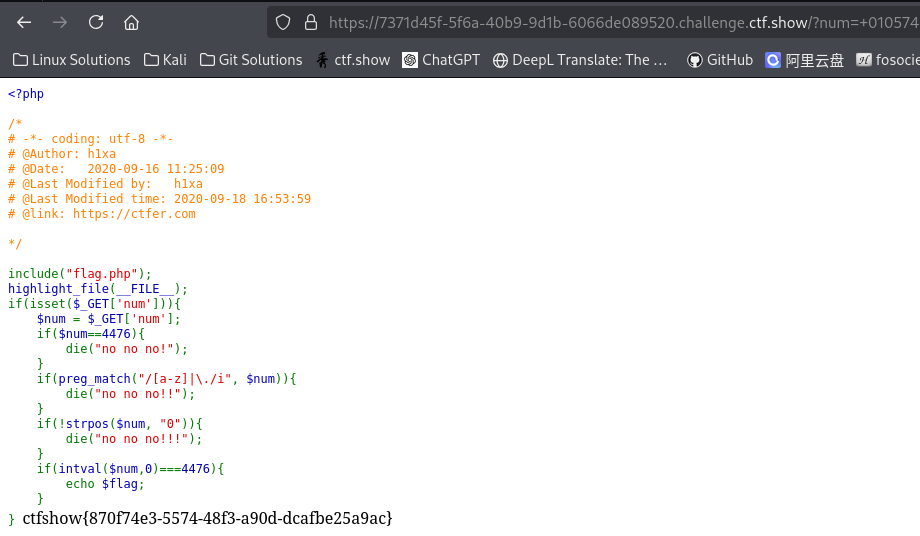 https://7371d45f-5f6a-40b9-9d1b-6066de089520.challenge.ctf.show/?num=+010574
Linux Solutions Kali Git Solutions ctf.show ChatGPT DeepL Translate: The ... GitHub 阿里云盘 fosocie
<?php
/*
# -*- coding: utf-8 -*-
# @Author: h1xa
# @Date:   2020-09-16 11:25:09
# @Last Modified by:   h1xa
# @Last Modified time: 2020-09-18 16:53:59
# @link: https://ctfer.com
*/
include("flag.php");
highlight_file(__FILE__);
if(isset($_GET['num'])){
    $num = $_GET['num'];
    if($num==4476){
        die("no no no!");
    }
    if(preg_match("/[a-z]|\./i", $num)){
        die("no no no!!");
    }
    if(!strpos($num, "0")){
        die("no no no!!!");
    }
    if(intval($num,0)===4476){
        echo $flag;
    }
} ctfshow{870f74e3-5574-48f3-a90d-dcafbe25a9ac}